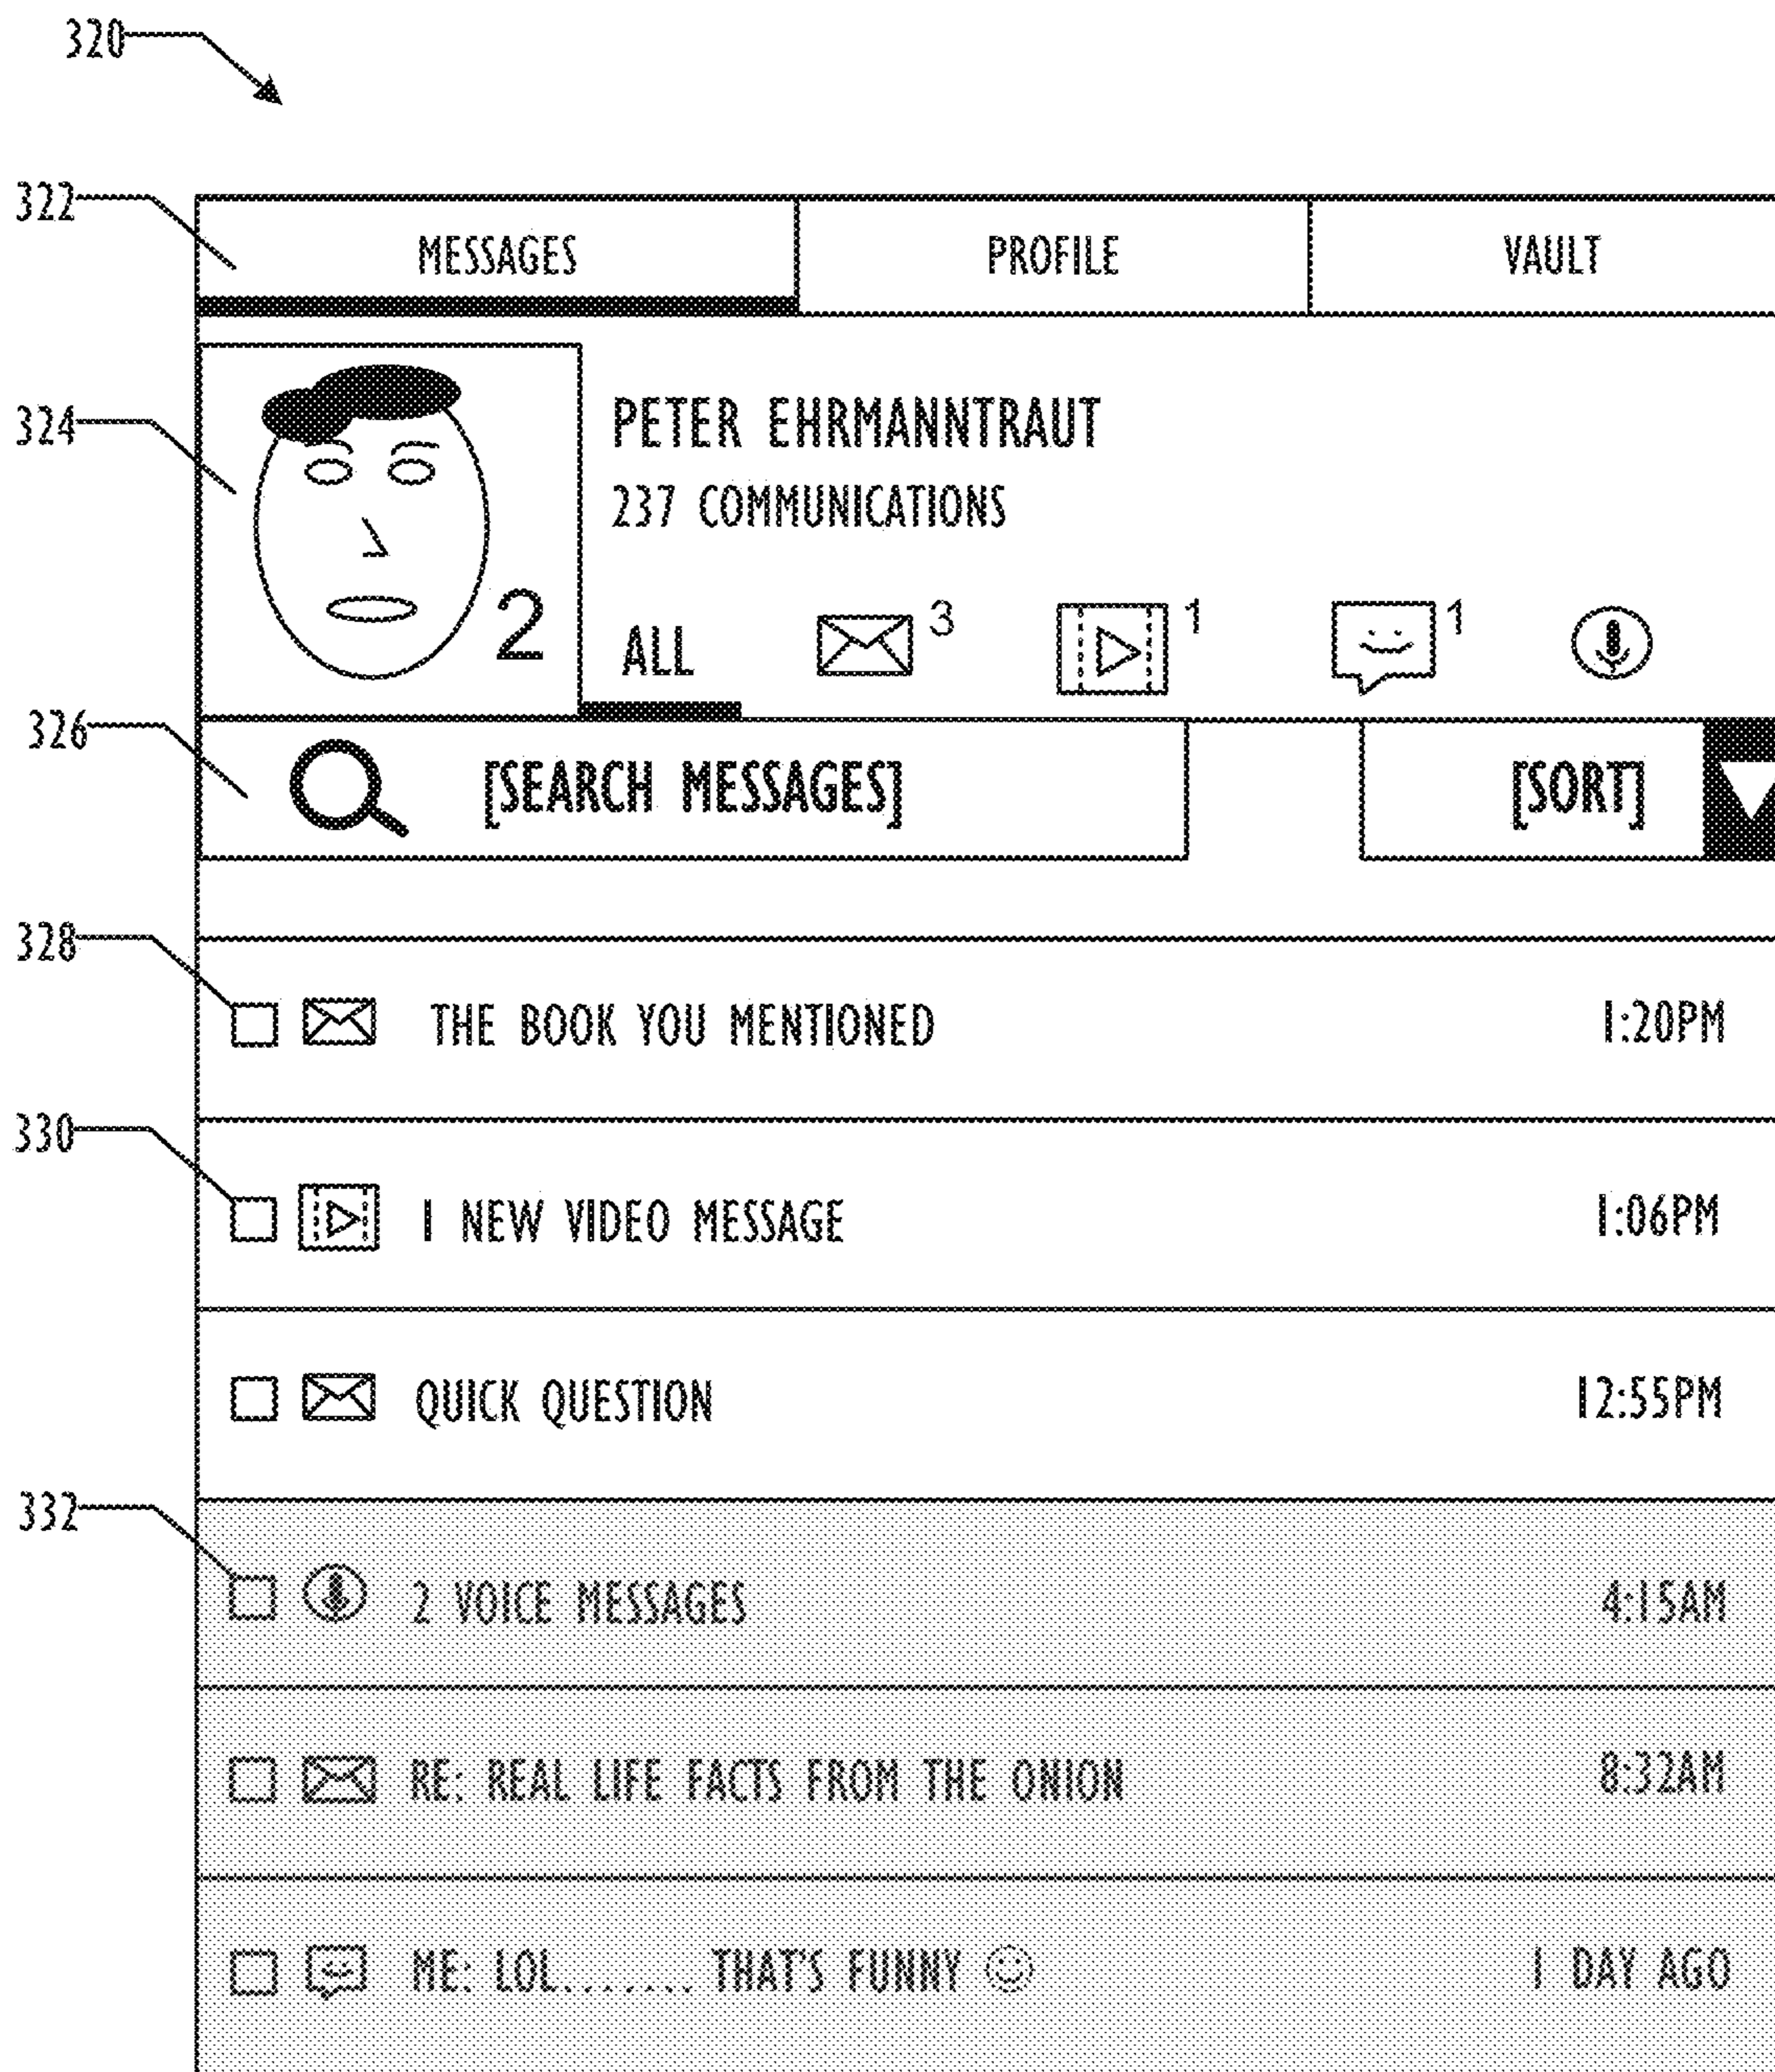 320
322
MESSAGES PROFILE VAULT
324
PETER EHRMANNTRAUT
237 COMMUNICATIONS
2 ALL 3 1 1
326
[SEARCH MESSAGES] [SORT]
328
THE BOOK YOU MENTIONED 1:20PM
330
1 NEW VIDEO MESSAGE 1:06PM
QUICK QUESTION 12:55PM
332
2 VOICE MESSAGES 4:15AM
RE: REAL LIFE FACTS FROM THE ONION 8:32AM
ME: LOL....... THAT'S FUNNY ☺ 1 DAY AGO